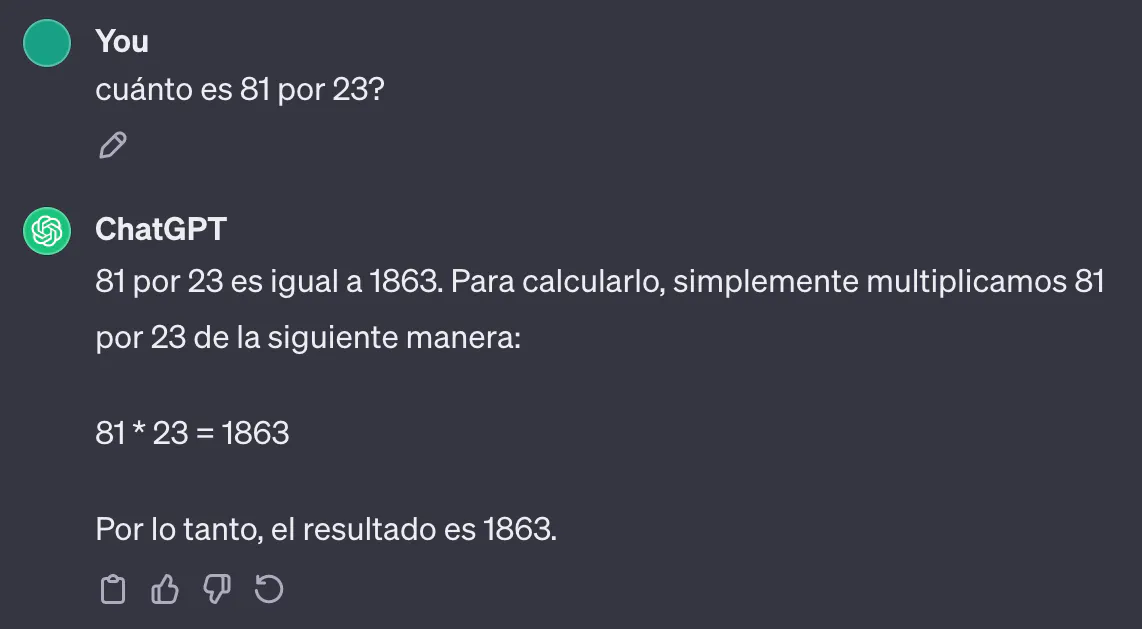 You
cuánto es 81 por 23?
ChatGPT
81 por 23 es igual a 1863. Para calcularlo, simplemente multiplicamos 81
por 23 de la siguiente manera:
81 * 23 = 1863
Por lo tanto, el resultado es 1863.